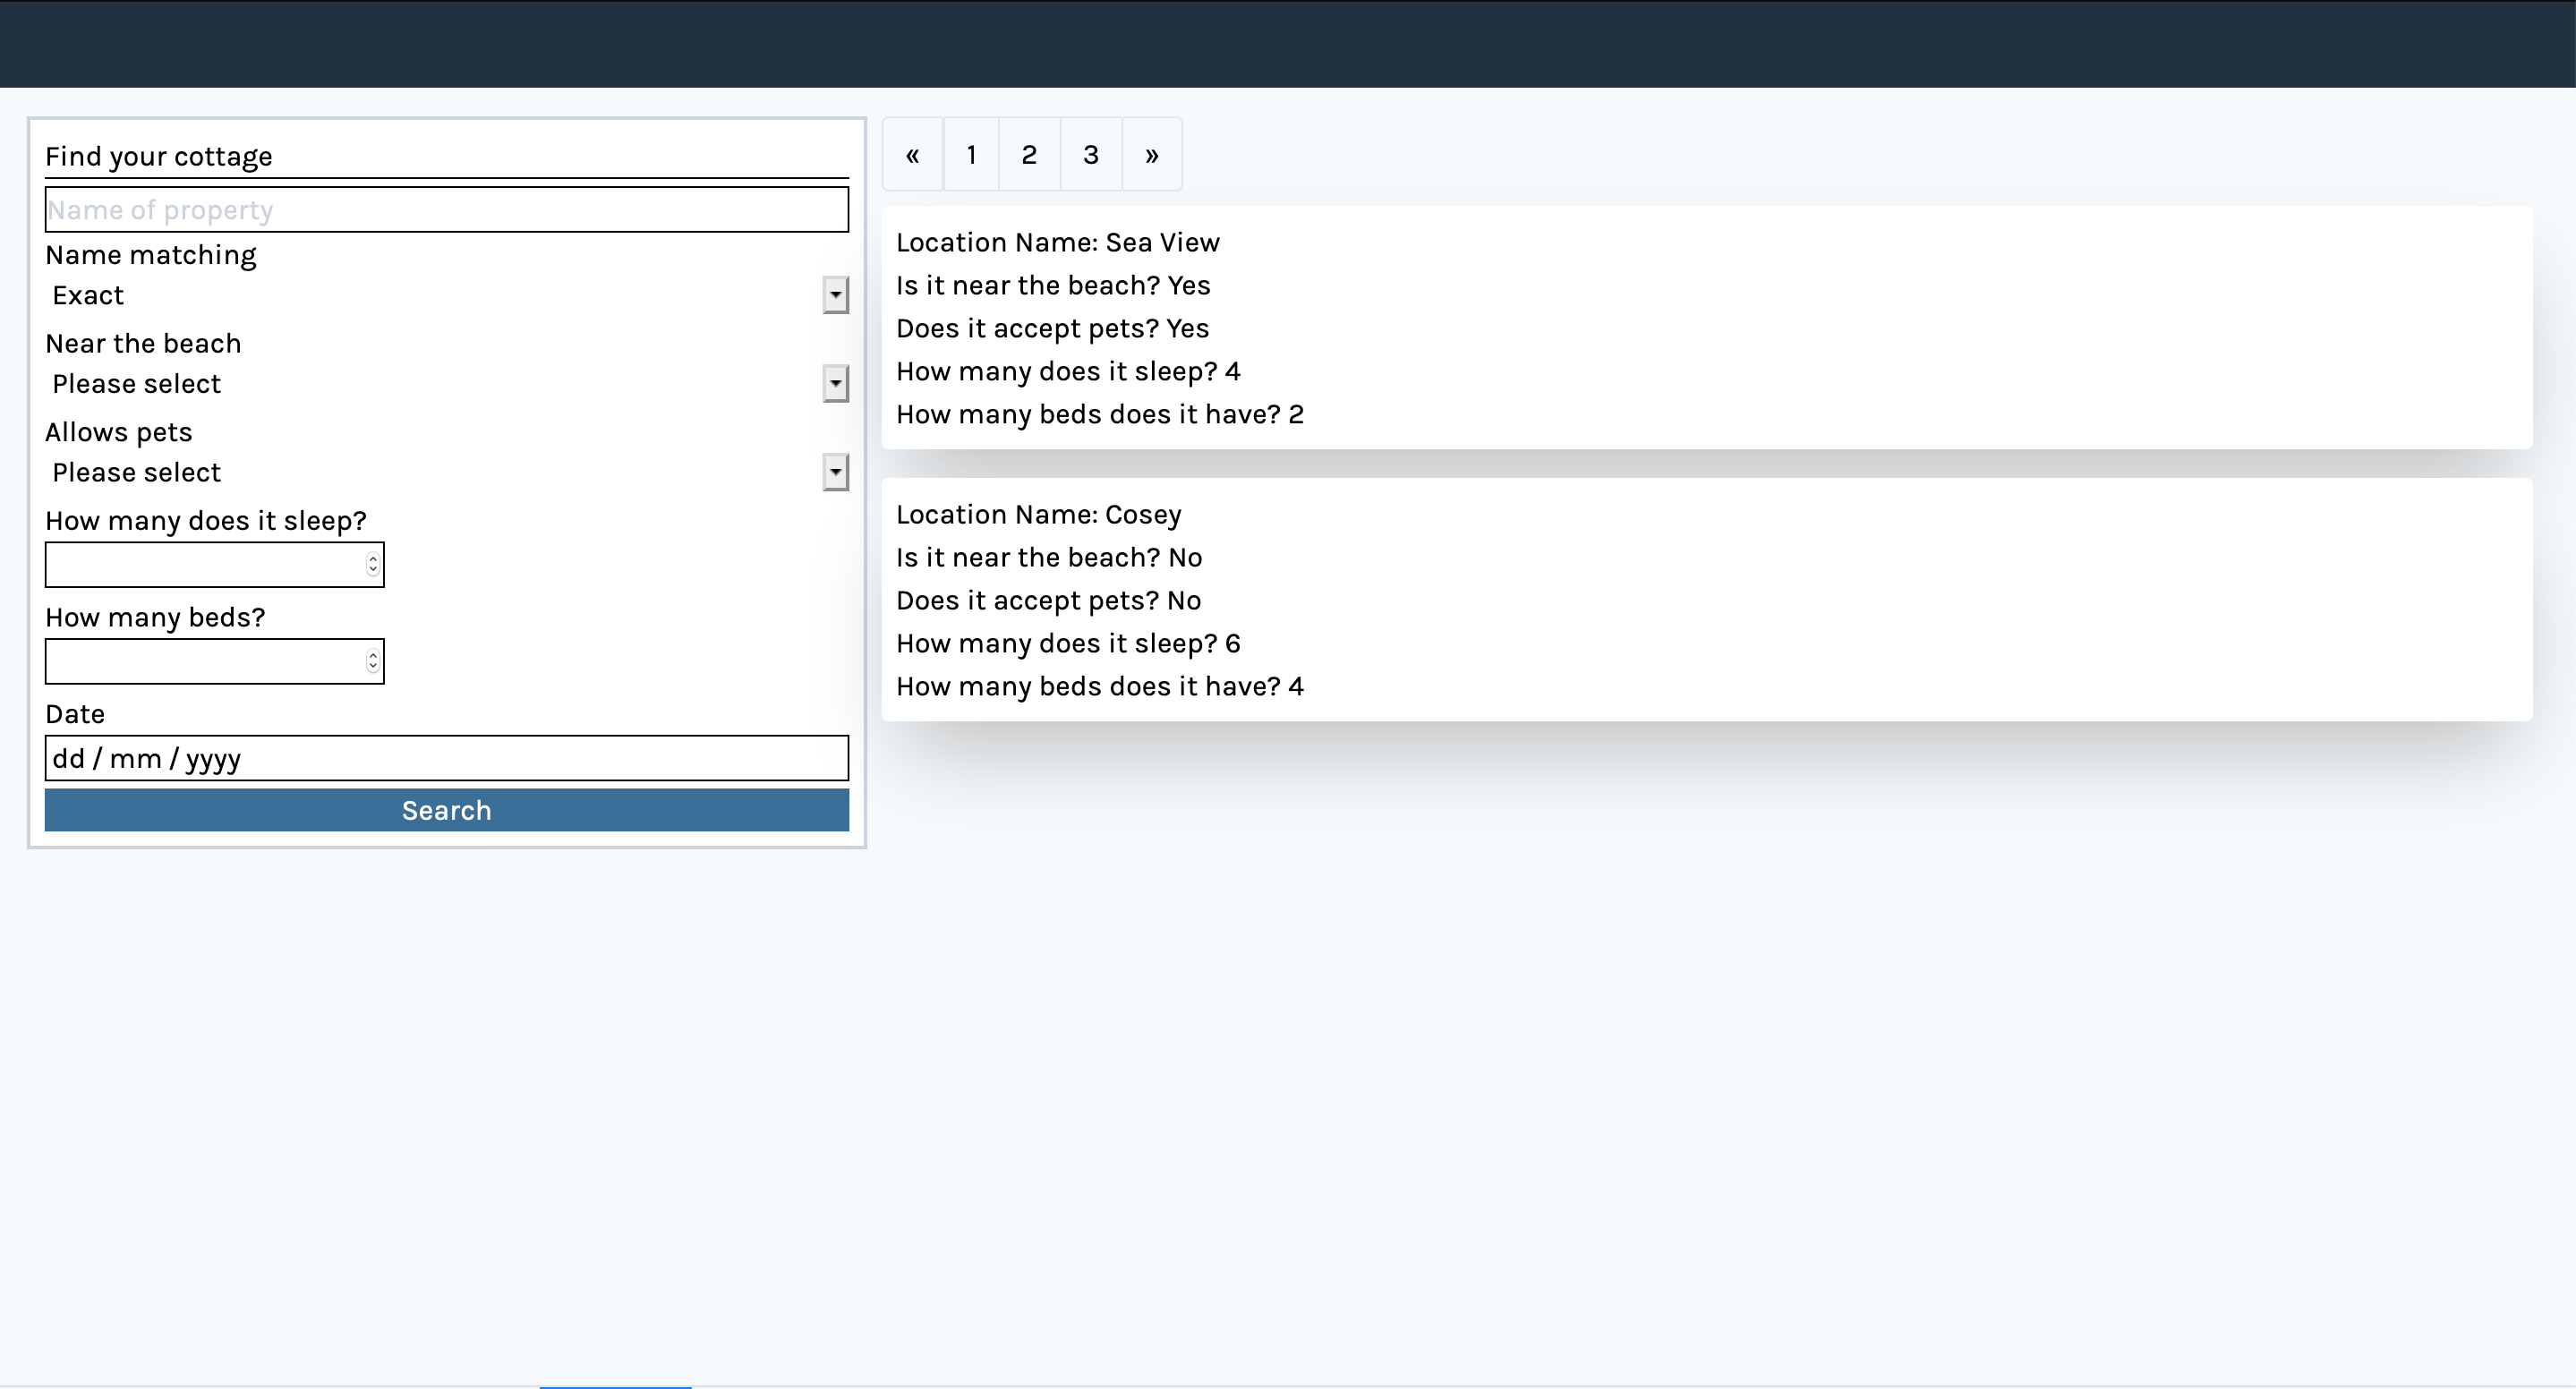 Find your cottage
Name of property
Name matching
Exact
Near the beach
Please select
Allows pets
Please select
How many does it sleep?
How many beds?
Date
dd / mm / yyyy
Search
« 1 2 3 »
Location Name: Sea View
Is it near the beach? Yes
Does it accept pets? Yes
How many does it sleep? 4
How many beds does it have? 2
Location Name: Cosey
Is it near the beach? No
Does it accept pets? No
How many does it sleep? 6
How many beds does it have? 4